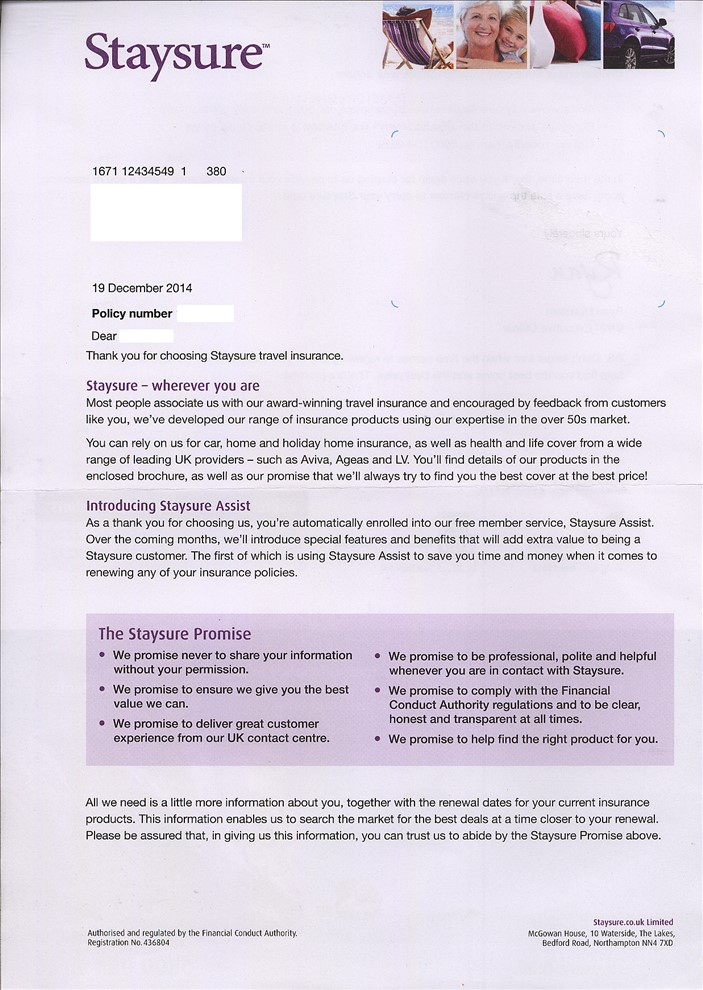 Staysure™
1671 12434549 1 380
19 December 2014
Policy number
Dear
Thank you for choosing Staysure travel insurance.
Staysure – wherever you are
Most people associate us with our award-winning travel insurance and encouraged by feedback from customers
like you, we've developed our range of insurance products using our expertise in the over 50s market.
You can rely on us for car, home and holiday home insurance, as well as health and life cover from a wide
range of leading UK providers – such as Aviva, Ageas and LV. You'll find details of our products in the
enclosed brochure, as well as our promise that we'll always try to find you the best cover at the best price!
Introducing Staysure Assist
As a thank you for choosing us, you're automatically enrolled into our free member service, Staysure Assist.
Over the coming months, we'll introduce special features and benefits that will add extra value to being a
Staysure customer. The first of which is using Staysure Assist to save you time and money when it comes to
renewing any of your insurance policies.
The Staysure Promise
• We promise never to share your information
without your permission.
• We promise to ensure we give you the best
value we can.
• We promise to deliver great customer
experience from our UK contact centre.
• We promise to be professional, polite and helpful
whenever you are in contact with Staysure.
• We promise to comply with the Financial
Conduct Authority regulations and to be clear,
honest and transparent at all times.
• We promise to help find the right product for you.
All we need is a little more information about you, together with the renewal dates for your current insurance
products. This information enables us to search the market for the best deals at a time closer to your renewal.
Please be assured that, in giving us this information, you can trust us to abide by the Staysure Promise above.
Authorised and regulated by the Financial Conduct Authority.
Registration No. 436804
Staysure.co.uk Limited
McGowan House, 10 Waterside, The Lakes,
Bedford Road, Northampton NN4 7XD